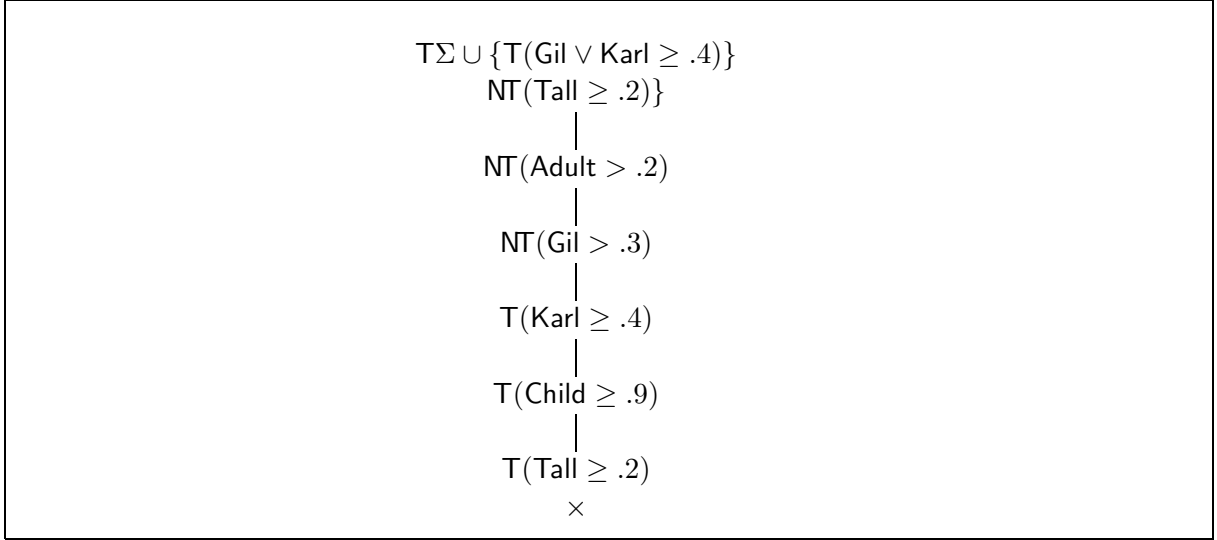 TΣ ∪ {T(Gil ∨ Karl ≥ .4)}
NT(Tall ≥ .2)}
NT(Adult > .2)
NT(Gil > .3)
T(Karl ≥ .4)
T(Child ≥ .9)
T(Tall ≥ .2)
×